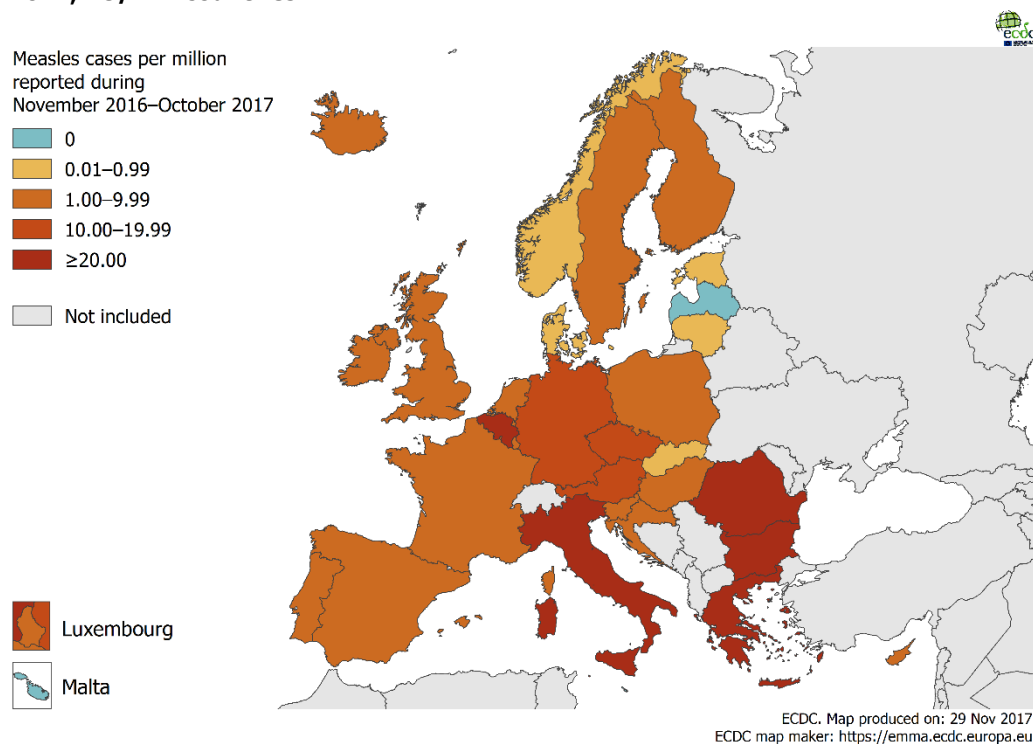 ecdc
Measles cases per million
reported during
November 2016–October 2017
0
0.01–0.99
1.00–9.99
10.00–19.99
≥20.00
Not included
Luxembourg
Malta
ECDC. Map produced on: 29 Nov 2017
ECDC map maker: https://emma.ecdc.europa.eu